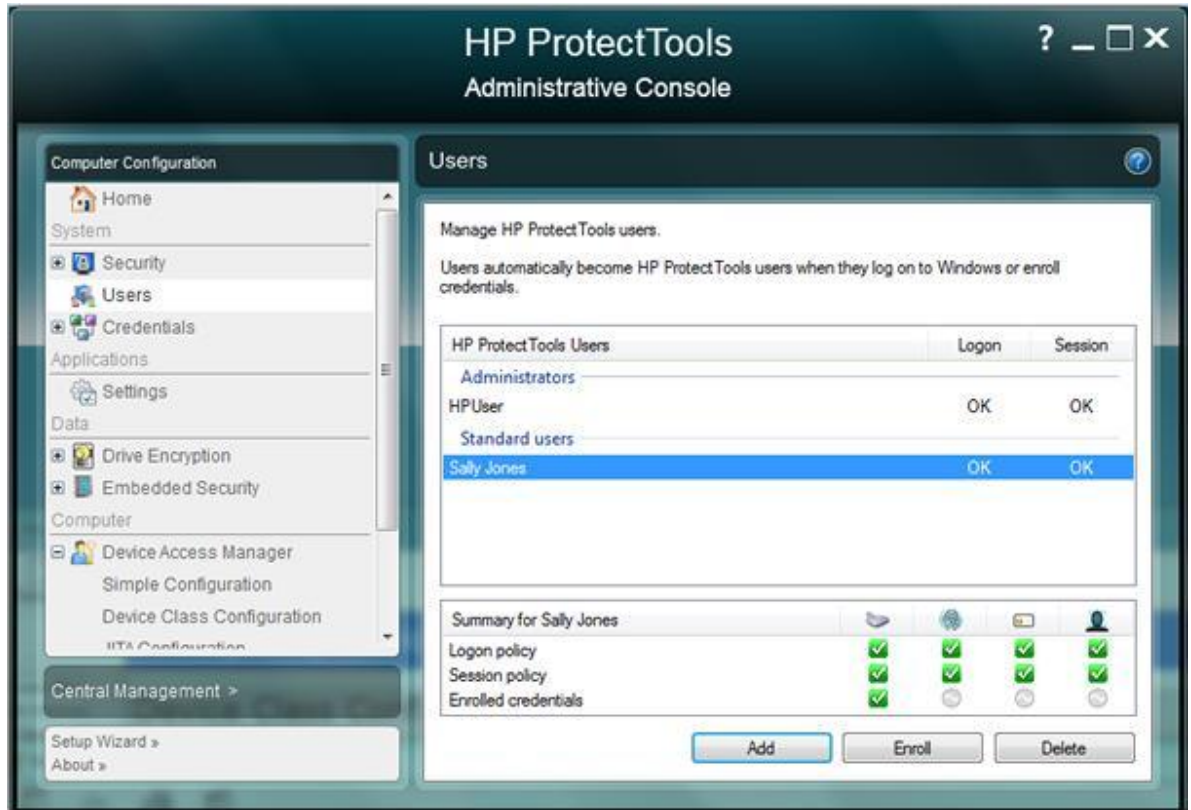 HP ProtectTools
Administrative Console
?
Computer Configuration
Home
System
Security
Users
Credentials
Applications
Settings
Data
Drive Encryption
Embedded Security
Computer
Device Access Manager
Simple Configuration
Device Class Configuration
JITA Configuration
Central Management »
Setup Wizard »
About »
Users
?
Manage HP ProtectTools users.
Users automatically become HP ProtectTools users when they log on to Windows or enroll
credentials.
HP ProtectTools Users Logon Session
Administrators
HPUser OK OK
Standard users
Sally Jones OK OK
Summary for Sally Jones
Logon policy
Session policy
Enrolled credentials
Add Enroll Delete